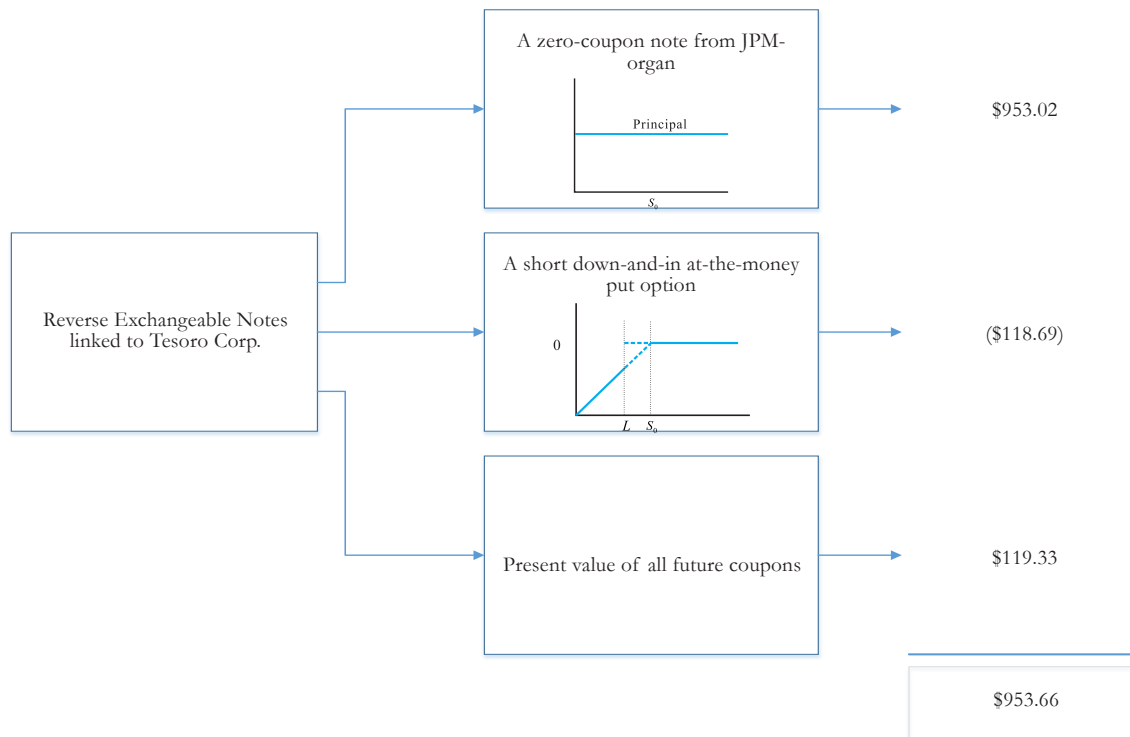 A zero-coupon note from JPM-
organ
Principal
S₀
$953.02
Reverse Exchangeable Notes
linked to Tesoro Corp.
A short down-and-in at-the-money
put option
0
L S₀
($118.69)
Present value of all future coupons
$119.33
$953.66